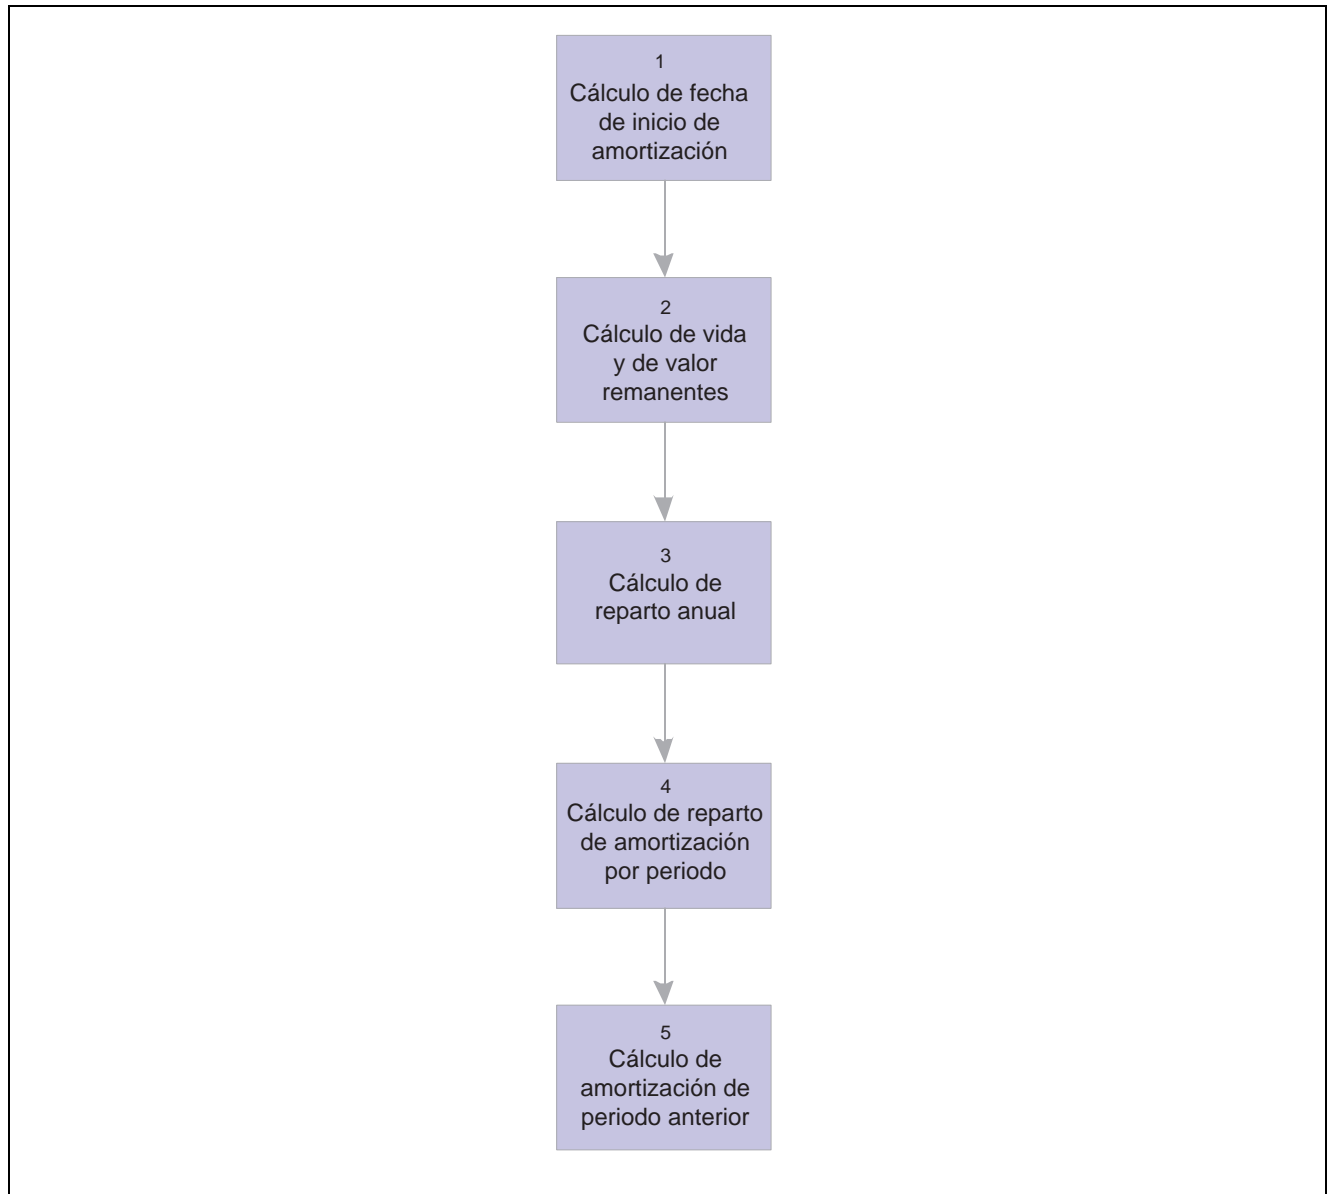 1
Cálculo de fecha
de inicio de
amortización
2
Cálculo de vida
y de valor
remanentes
3
Cálculo de
reparto anual
4
Cálculo de reparto
de amortización
por periodo
5
Cálculo de
amortización de
periodo anterior